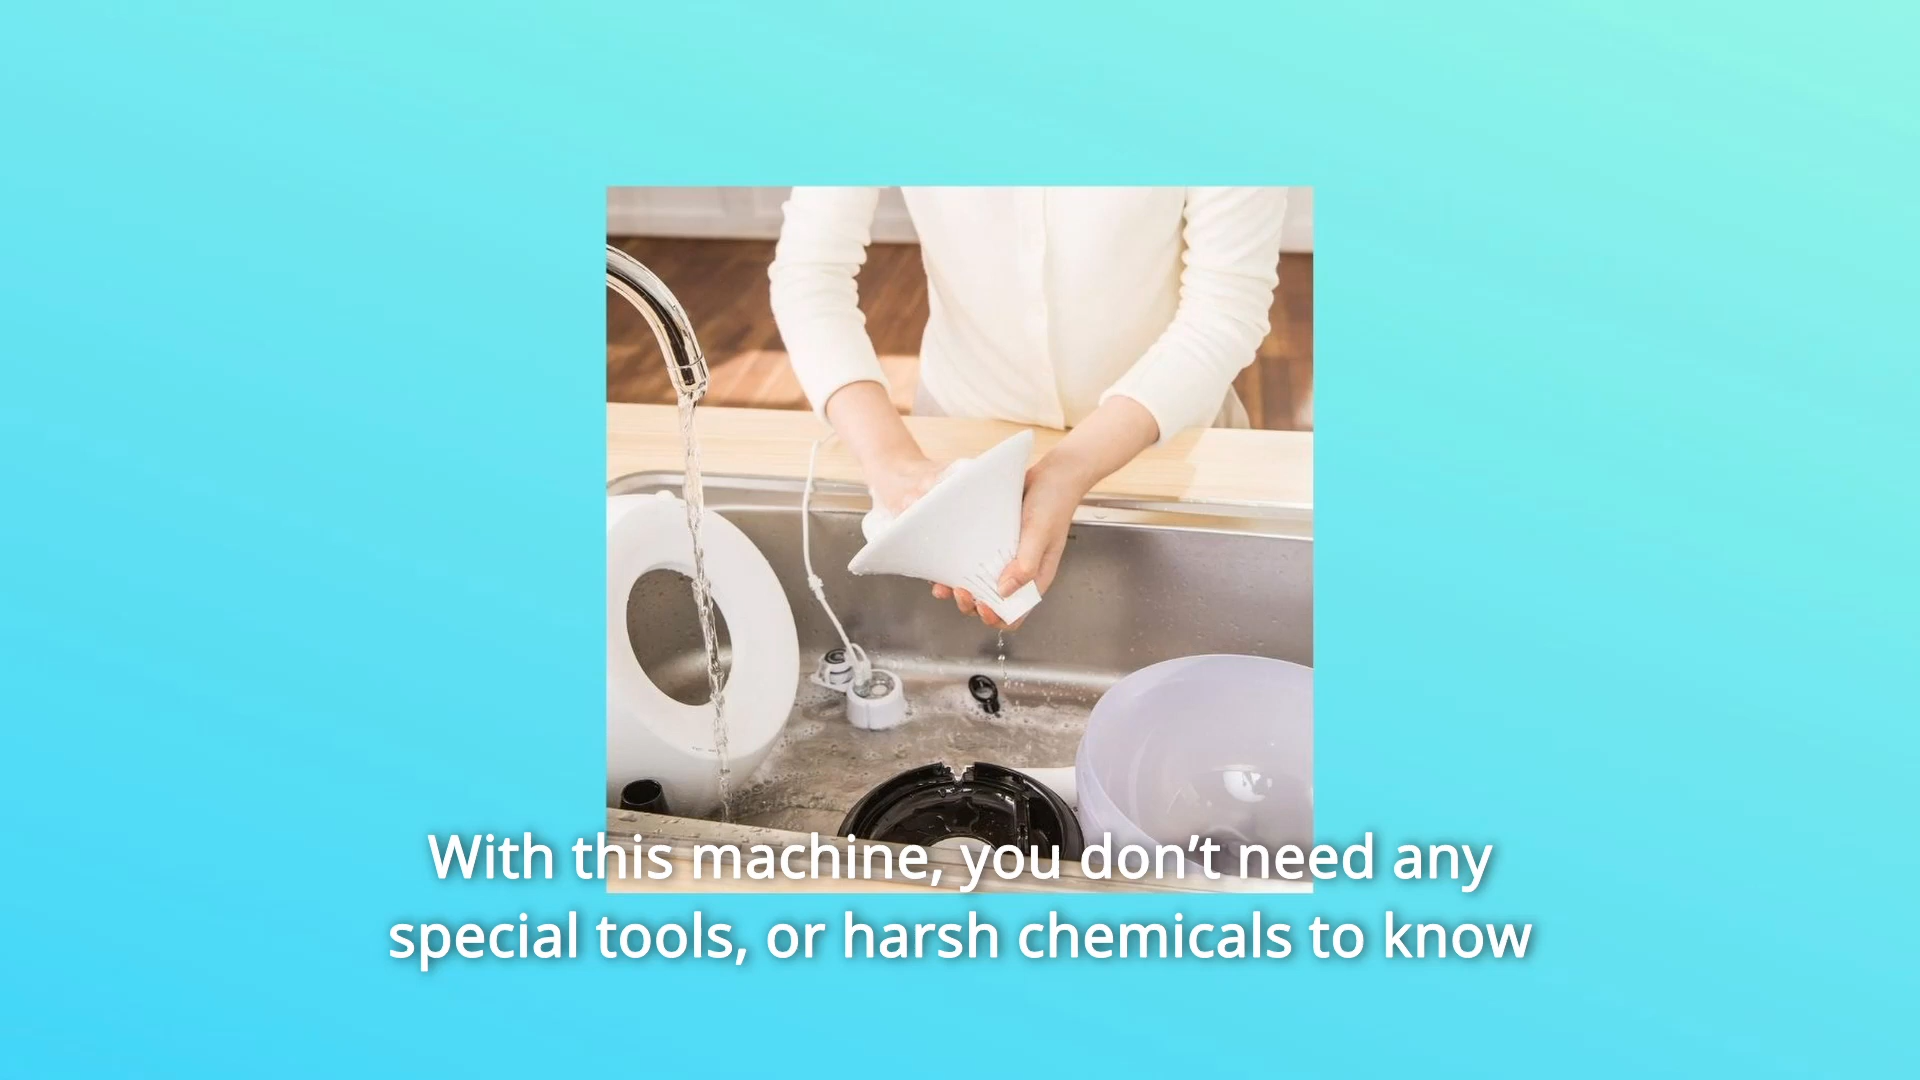 With this machine, you don’t need any
special tools, or harsh chemicals to know